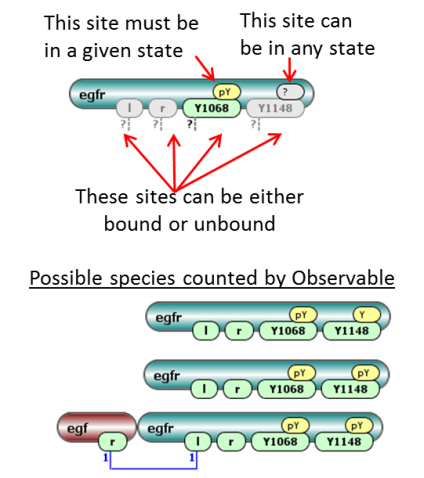 This site must be
in a given state
This site can
be in any state
egfr
pY
?
l
r
Y1068
Y1148
?
?
?
?
These sites can be either
bound or unbound
Possible species counted by Observable
egfr
pY
Y
l
r
Y1068
Y1148
egfr
pY
pY
l
r
Y1068
Y1148
egf
egfr
pY
pY
r
l
r
Y1068
Y1148
1
1